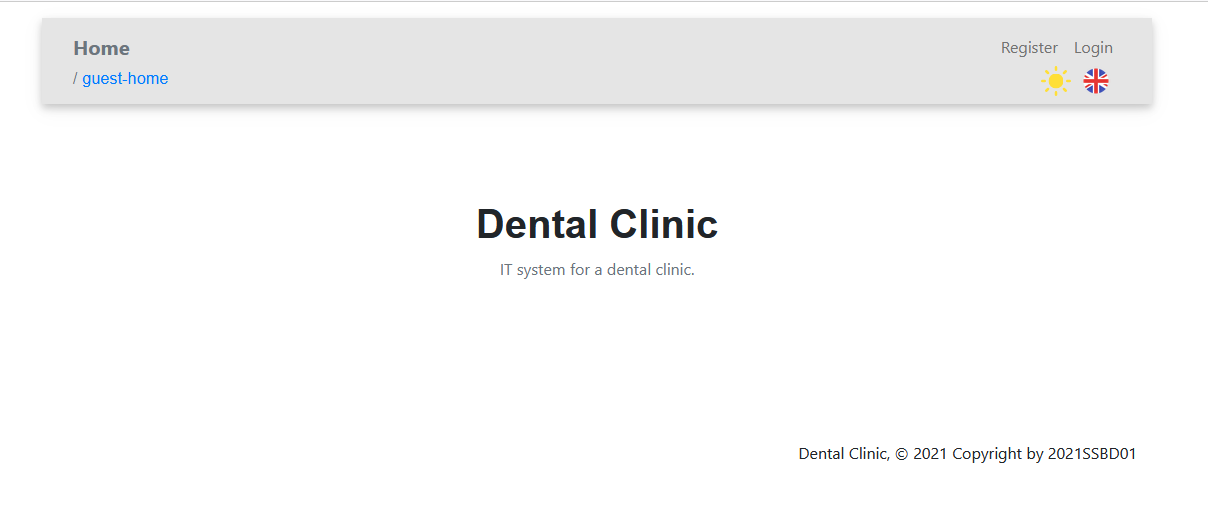 Home
Register Login
/ guest-home
Dental Clinic
IT system for a dental clinic.
Dental Clinic, © 2021 Copyright by 2021SSBD01